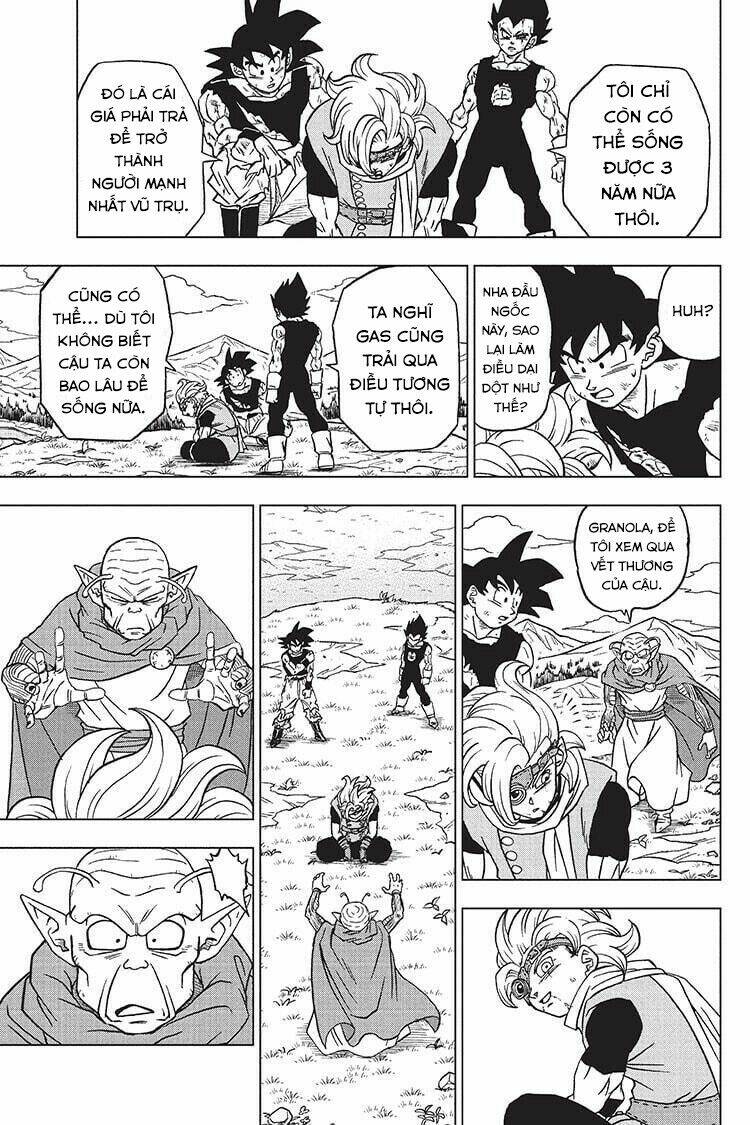 TÔI CHỈ
CÒN CÓ
THỂ SỐNG
ĐƯỢC 3
NĂM NỮA
THÔI.
ĐÓ LÀ CÁI
GIÁ PHẢI TRẢ
ĐỂ TRỞ
THÀNH
NGƯỜI MẠNH
NHẤT VŨ TRỤ.
HUH?
NHA ĐẦU
NGỐC
NÀY, SAO
LẠI LÀM
ĐIỀU DẠI
DỘT NHƯ
THẾ?
TA NGHĨ
GAS CŨNG
TRẢI QUA
ĐIỀU TƯƠNG
TỰ THÔI.
CŨNG CÓ
THỂ... DÙ TÔI
KHÔNG BIẾT
CẬU TA CÒN
BAO LÂU ĐỂ
SỐNG NỮA.
GRANOLA, ĐỂ
TÔI XEM QUA
VẾT THƯƠNG
CỦA CẬU.